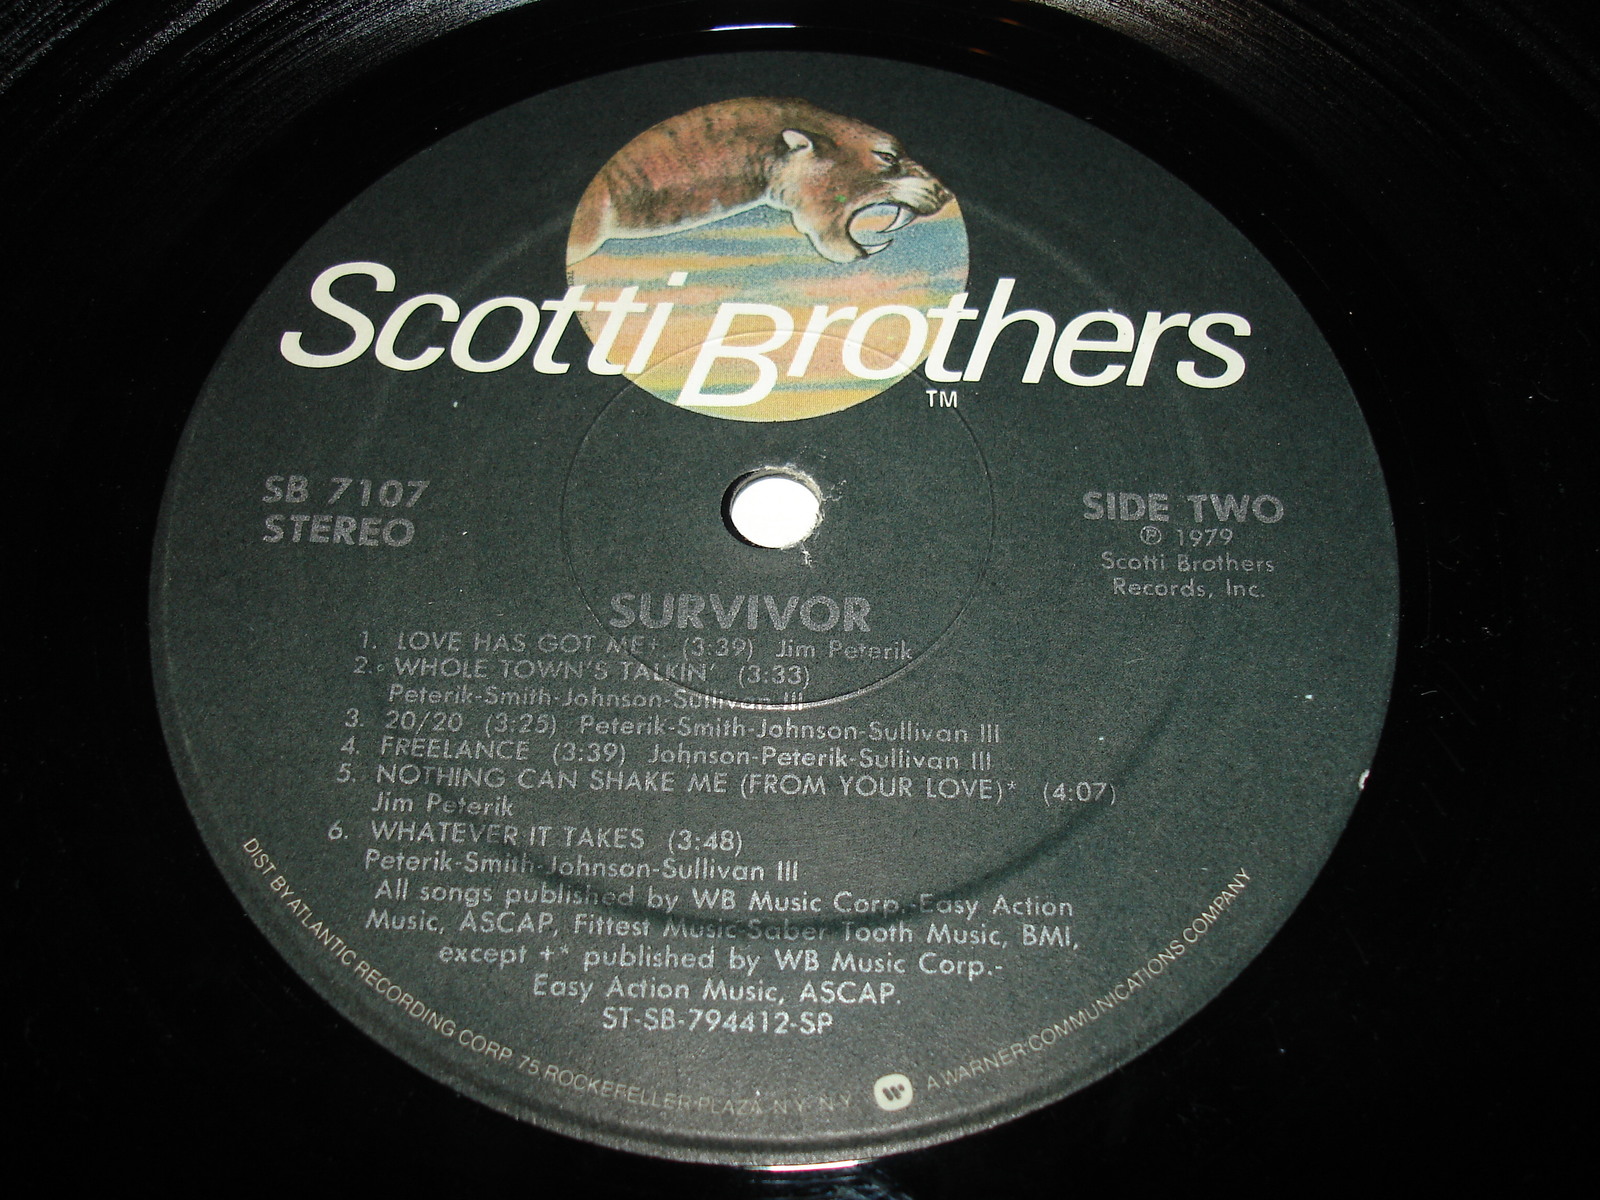 Scotti Brothers
TM
SB 7107
STEREO
SIDE TWO
℗ 1979
Scotti Brothers
Records, Inc.
SURVIVOR
1. LOVE HAS GOT ME+ (3:39) Jim Peterik
2. WHOLE TOWN'S TALKIN' (3:33)
Peterik-Smith-Johnson-Sullivan III
3. 20/20 (3:25) Peterik-Smith-Johnson-Sullivan III
4. FREELANCE (3:39) Johnson-Peterik-Sullivan III
5. NOTHING CAN SHAKE ME (FROM YOUR LOVE)* (4:07)
Jim Peterik
6. WHATEVER IT TAKES (3:48)
Peterik-Smith-Johnson-Sullivan III
All songs published by WB Music Corp.-Easy Action
Music, ASCAP, Fittest Music-Saber Tooth Music, BMI,
except +* published by WB Music Corp.-
Easy Action Music, ASCAP.
ST-SB-794412-SP
DIST BY ATLANTIC RECORDING CORP. 75 ROCKEFELLER PLAZA N.Y. N.Y. A WARNER COMMUNICATIONS COMPANY